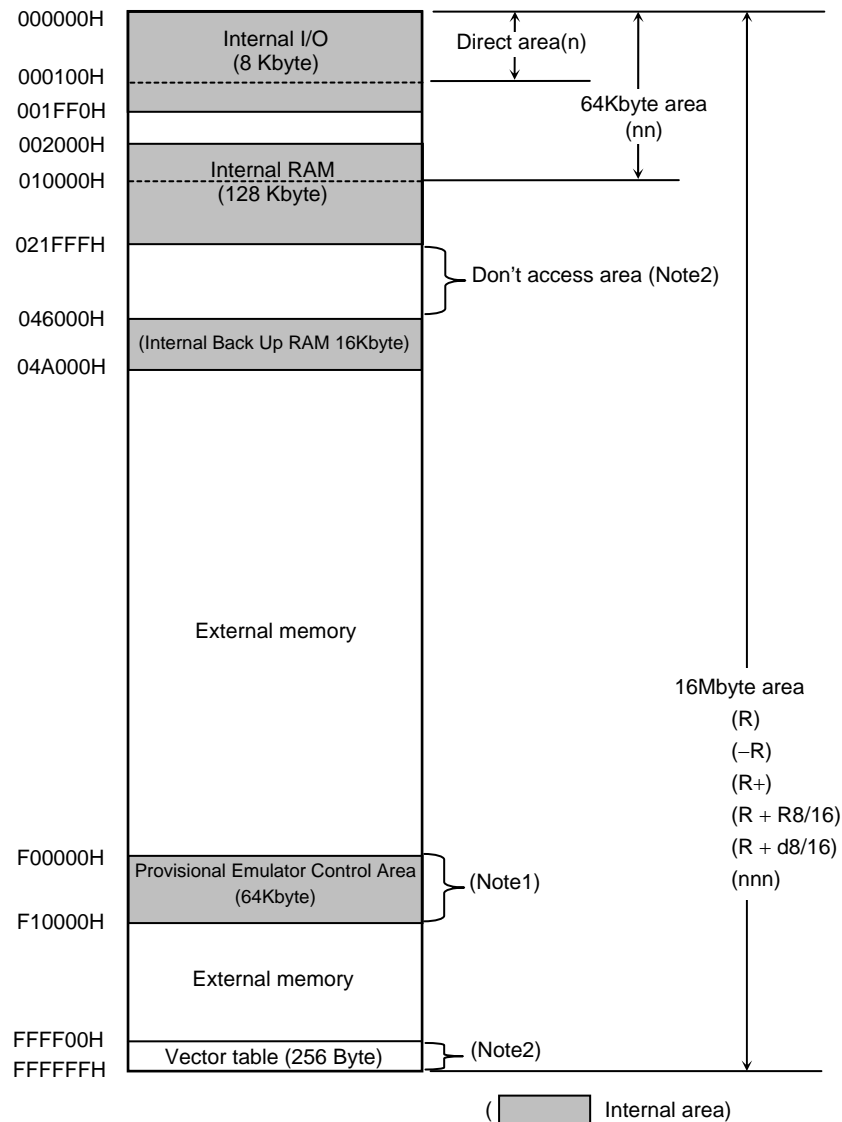 000000H
Internal I/O
(8 Kbyte)
Direct area(n)
000100H
64Kbyte area
(nn)
001FF0H
002000H
Internal RAM
(128 Kbyte)
010000H
021FFFH
Don't access area (Note2)
046000H
(Internal Back Up RAM 16Kbyte)
04A000H
External memory
16Mbyte area
(R)
(−R)
(R+)
(R + R8/16)
(R + d8/16)
(nnn)
F00000H
Provisional Emulator Control Area
(64Kbyte)
(Note1)
F10000H
External memory
FFFF00H
Vector table (256 Byte)
(Note2)
FFFFFFH
( Internal area)